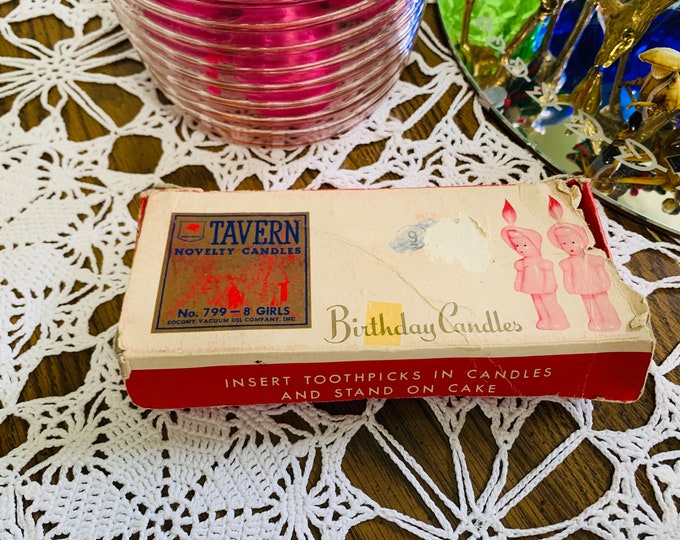 TAVERN
NOVELTY CANDLES
No. 799 - 8 GIRLS
SOCONY-VACUUM OIL COMPANY, INC.
Birthday Candles
INSERT TOOTHPICKS IN CANDLES
AND STAND ON CAKE